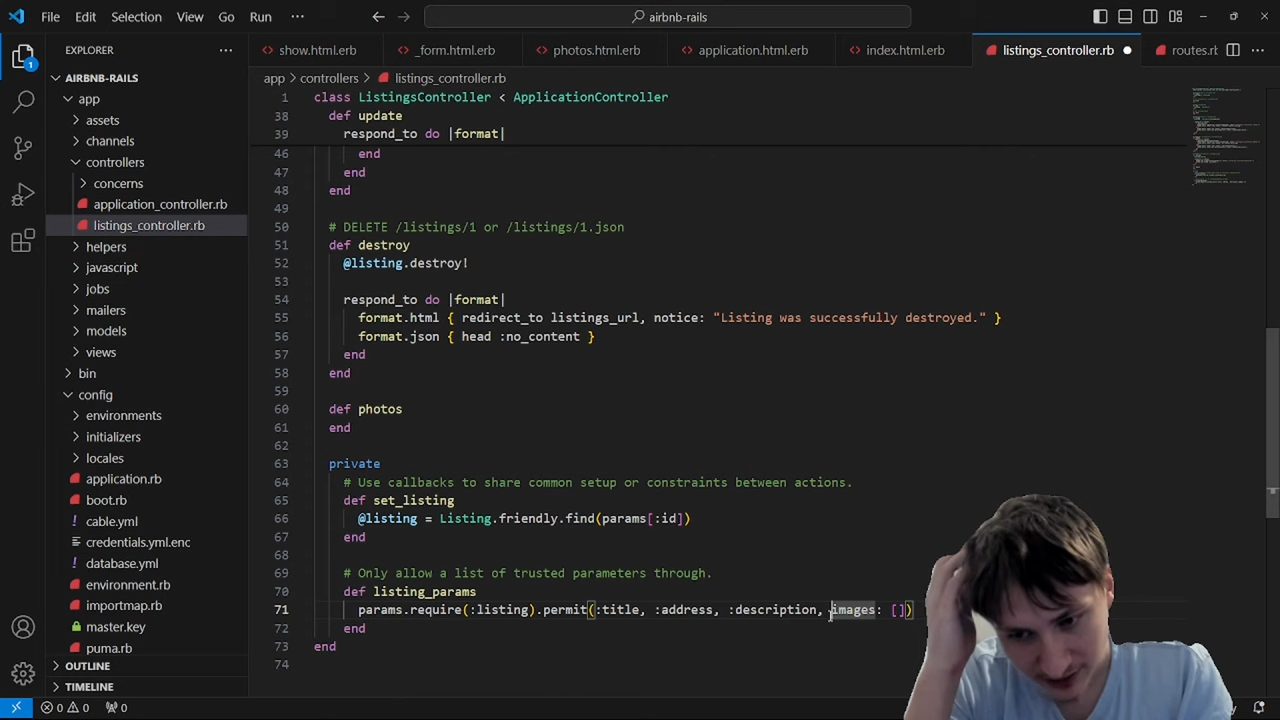 File Edit Selection View Go Run ··· airbnb-rails
EXPLORER ···
show.html.erb _form.html.erb photos.html.erb application.html.erb index.html.erb listings_controller.rb routes.rb ···
AIRBNB-RAILS
app > controllers > listings_controller.rb
app
assets
channels
controllers
concerns
application_controller.rb
listings_controller.rb
helpers
javascript
jobs
mailers
models
views
bin
config
environments
initializers
locales
application.rb
boot.rb
cable.yml
credentials.yml.enc
database.yml
environment.rb
importmap.rb
master.key
puma.rb
OUTLINE
TIMELINE
1
1 class ListingsController < ApplicationController
38 def update
39 respond_to do |format|
46 end
47 end
48 end
49
50 # DELETE /listings/1 or /listings/1.json
51 def destroy
52 @listing.destroy!
53
54 respond_to do |format|
55 format.html { redirect_to listings_url, notice: "Listing was successfully destroyed." }
56 format.json { head :no_content }
57 end
58 end
59
60 def photos
61 end
62
63 private
64 # Use callbacks to share common setup or constraints between actions.
65 def set_listing
66 @listing = Listing.friendly.find(params[:id])
67 end
68
69 # Only allow a list of trusted parameters through.
70 def listing_params
71 params.require(:listing).permit(:title, :address, :description, images: [])
72 end
73 end
74
0 0 0